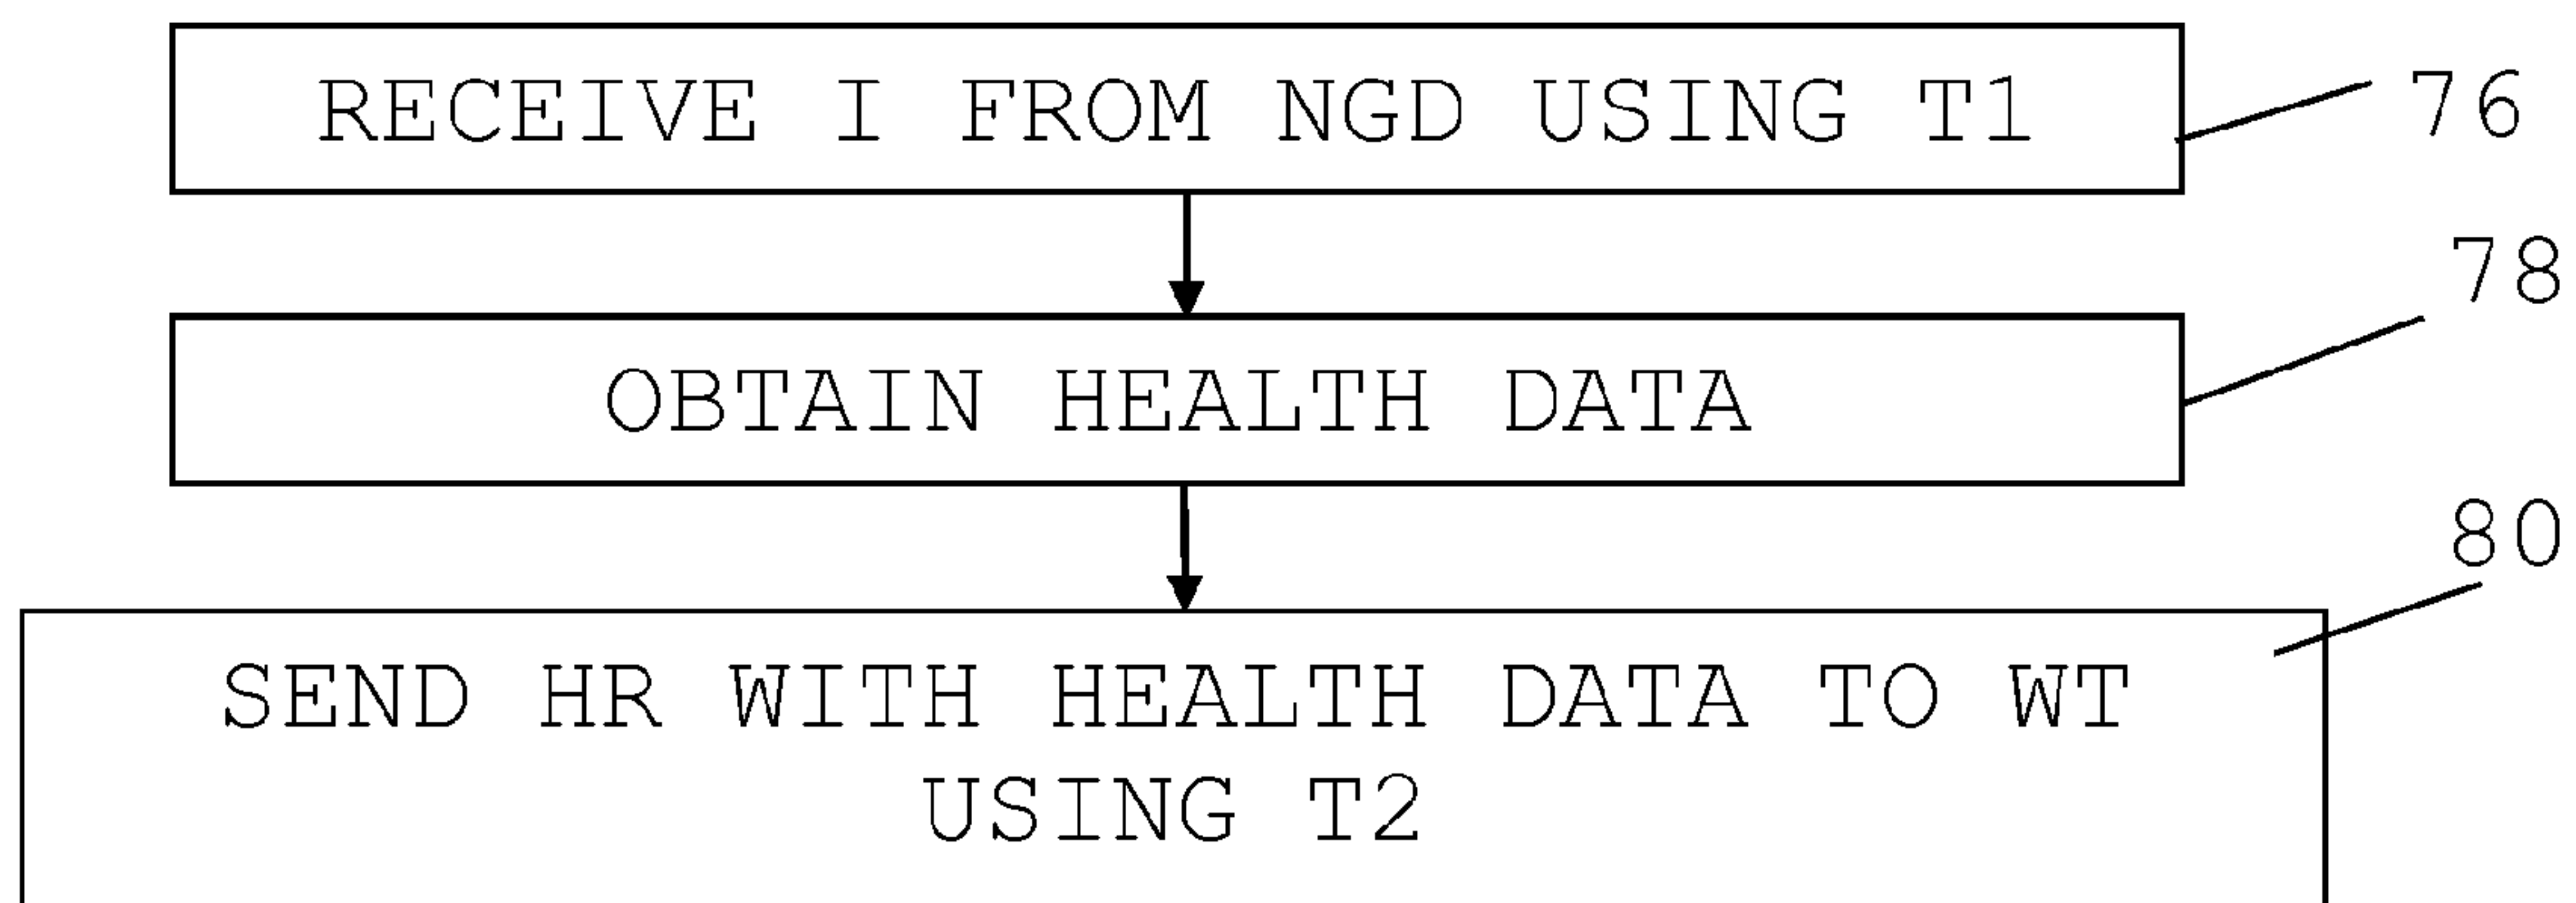 RECEIVE I FROM NGD USING T1
76
78
OBTAIN HEALTH DATA
80
SEND HR WITH HEALTH DATA TO WT
USING T2